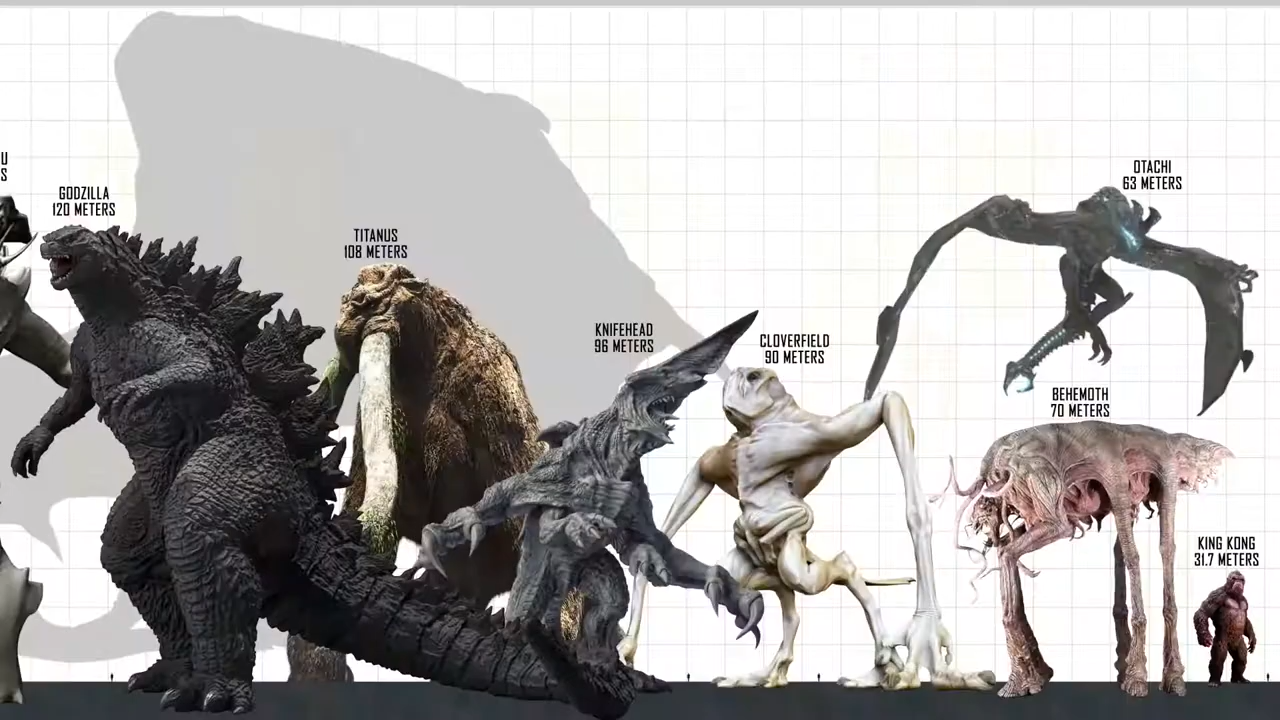 U
S
GODZILLA
120 METERS
TITANUS
108 METERS
KNIFEHEAD
96 METERS
CLOVERFIELD
90 METERS
OTACHI
63 METERS
BEHEMOTH
70 METERS
KING KONG
31.7 METERS